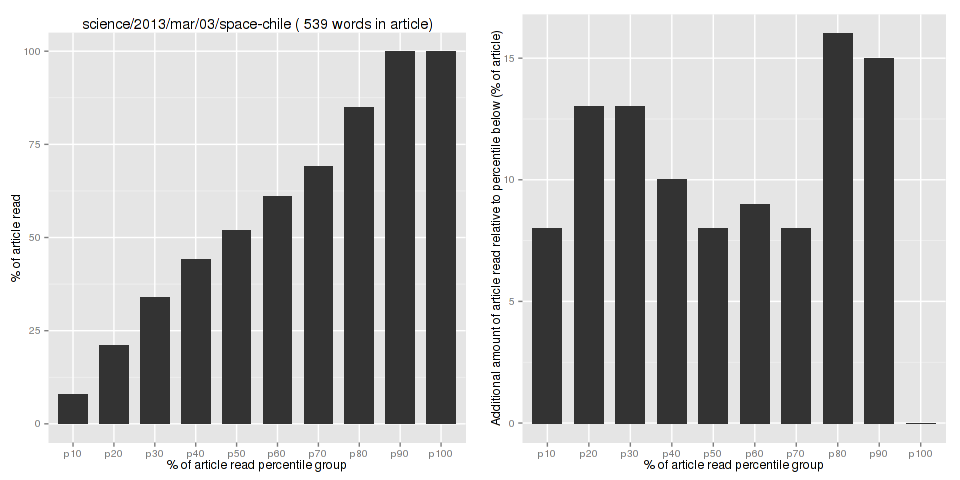 science/2013/mar/03/space-chile ( 539 words in article)
% of article read
100
75
50
25
0
p10 p20 p30 p40 p50 p60 p70 p80 p90 p100
% of article read percentile group
Additional amount of article read relative to percentile below (% of article)
15
10
5
0
p10 p20 p30 p40 p50 p60 p70 p80 p90 p100
% of article read percentile group